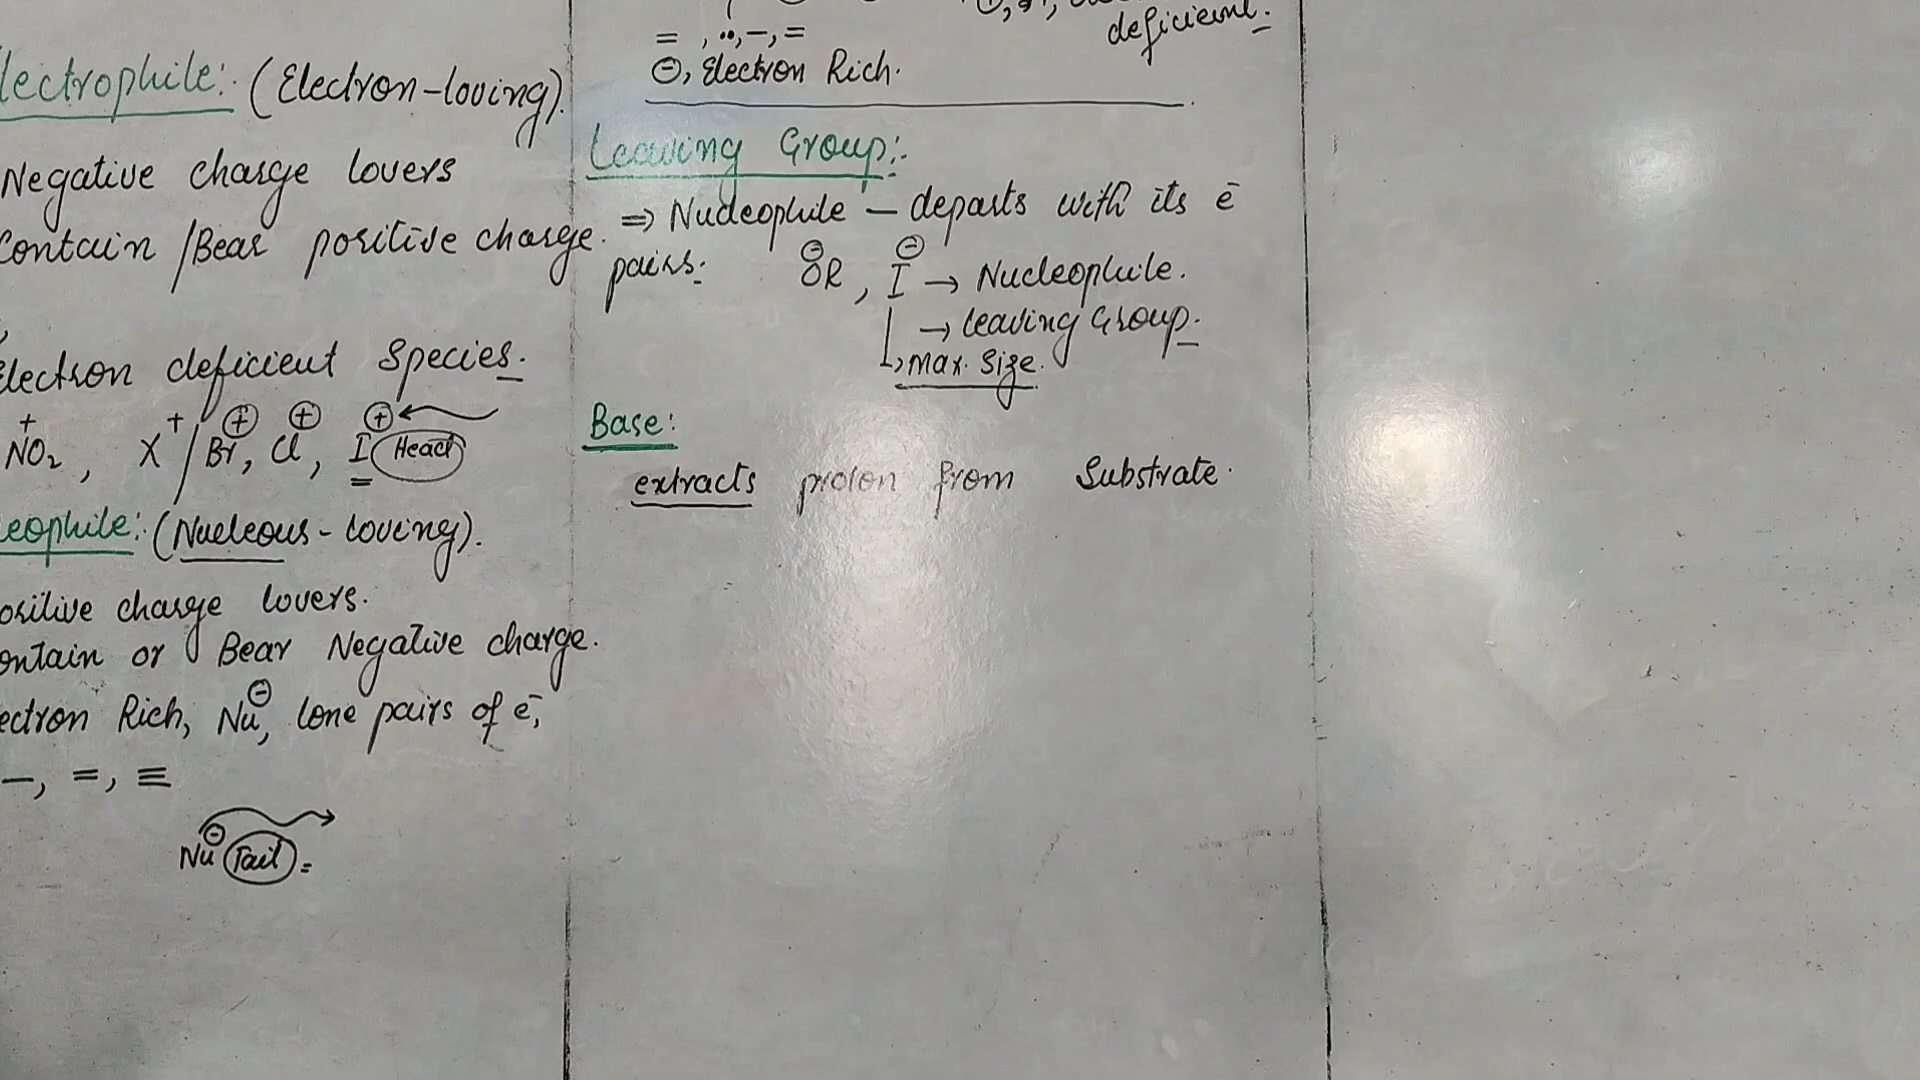 lectrophile:. (Electron-loving).
Negative charge lovers
Contain /Bear positive charge.
Electron deficient Species.
NO₂⁺, X⁺/Br⊕, Cl⊕, I⊕ Head
eophile:. (Nucleous-loving).
ositive charge lovers.
ontain or Bear Negative charge.
ectron Rich, Nu⊖, lone pairs of ē,
—, =, ≡
Nu⊖ Tail =
deficient.
= , .., —, =
⊖, Electron Rich.
Leaving Group:.
⇒ Nucleophile — departs with its ē
pairs. ⊖OR, I⊖ → Nucleophile.
→ leaving Group.
↳ Max. Size.
Base:
extracts proton from Substrate.